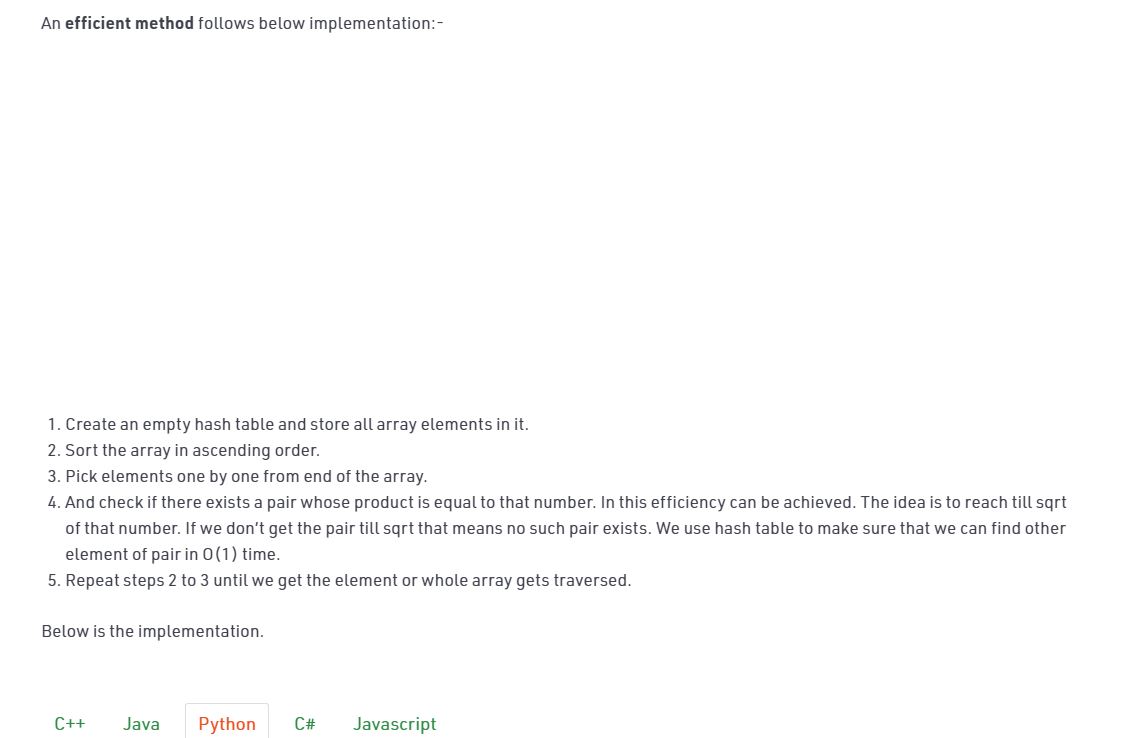 An efficient method follows below implementation:-
1. Create an empty hash table and store all array elements in it.
2. Sort the array in ascending order.
3. Pick elements one by one from end of the array.
4. And check if there exists a pair whose product is equal to that number. In this efficiency can be achieved. The idea is to reach till sqrt
of that number. If we don’t get the pair till sqrt that means no such pair exists. We use hash table to make sure that we can find other
element of pair in O(1) time.
5. Repeat steps 2 to 3 until we get the element or whole array gets traversed.
Below is the implementation.
C++ Java Python C# Javascript